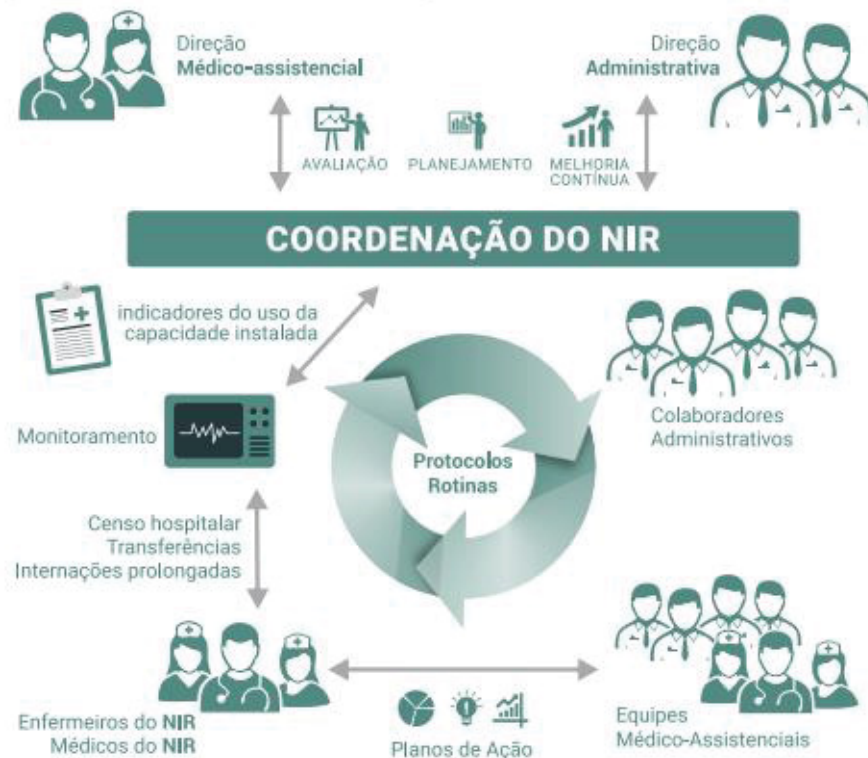 Direção
Médico-assistencial
Direção
Administrativa
AVALIAÇÃO
PLANEJAMENTO
MELHORIA
CONTÍNUA
COORDENAÇÃO DO NIR
indicadores do uso da
capacidade instalada
Colaboradores
Administrativos
Monitoramento
Protocolos
Rotinas
Censo hospitalar
Transferências
Internações prolongadas
Enfermeiros do NIR
Médicos do NIR
Planos de Ação
Equipes
Médico-Assistenciais